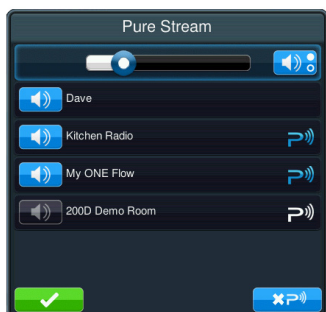 Pure Stream
Dave
Kitchen Radio
My ONE Flow
200D Demo Room